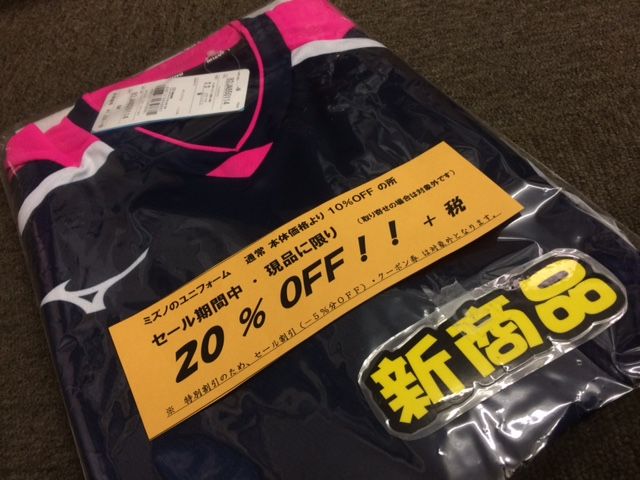 ミズノのユニフォーム　通常 本体価格より 10%OFF の所
セール期間中・現品に限り（取り寄せの場合は対象外です）
20 % OFF！！ + 税
※ 特別割引のため、セール割引（－5％分OFF）・クーポン券 は対象外となります。
新商品